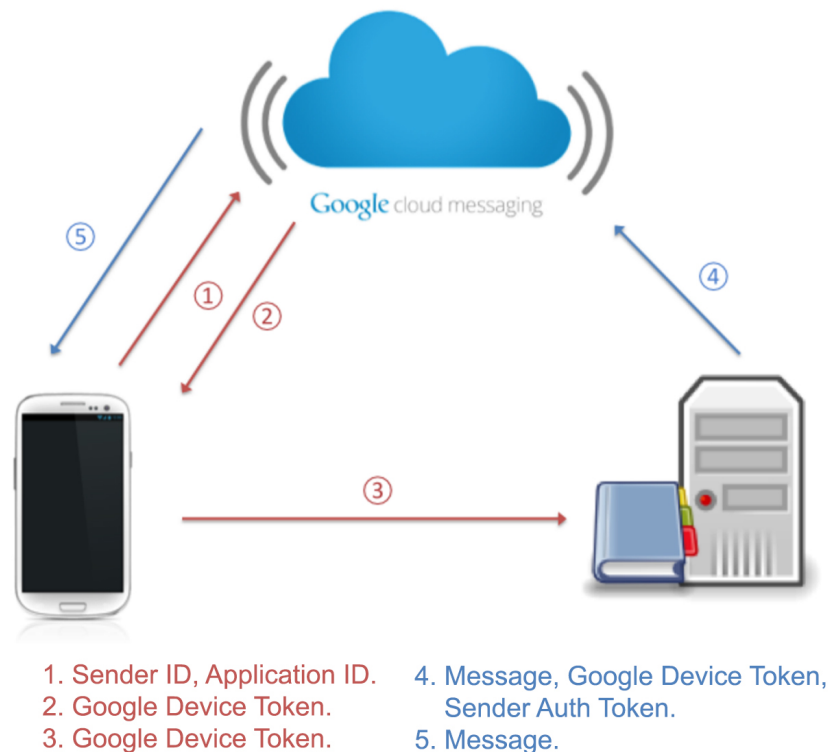 Google cloud messaging
⑤
①
②
④
③
1. Sender ID, Application ID.
2. Google Device Token.
3. Google Device Token.
4. Message, Google Device Token,
Sender Auth Token.
5. Message.